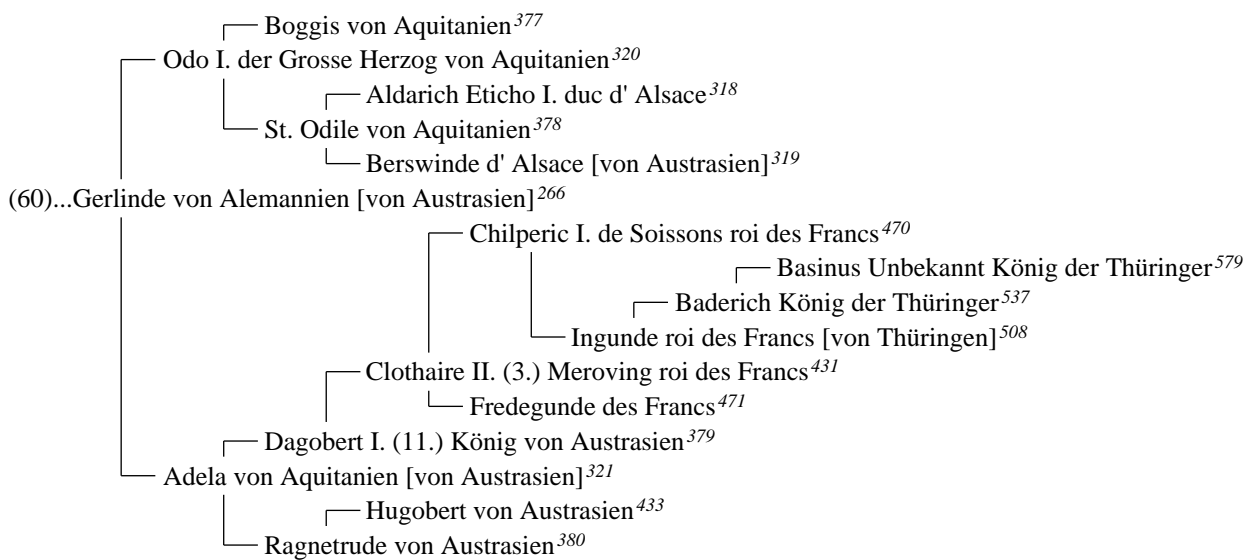 Boggis von Aquitanien377
Odo I. der Grosse Herzog von Aquitanien320
Aldarich Eticho I. duc d' Alsace318
St. Odile von Aquitanien378
Berswinde d' Alsace [von Austrasien]319
(60)...Gerlinde von Alemannien [von Austrasien]266
Chilperic I. de Soissons roi des Francs470
Basinus Unbekannt König der Thüringer579
Baderich König der Thüringer537
Ingunde roi des Francs [von Thüringen]508
Clothaire II. (3.) Meroving roi des Francs431
Fredegunde des Francs471
Dagobert I. (11.) König von Austrasien379
Adela von Aquitanien [von Austrasien]321
Hugobert von Austrasien433
Ragnetrude von Austrasien380